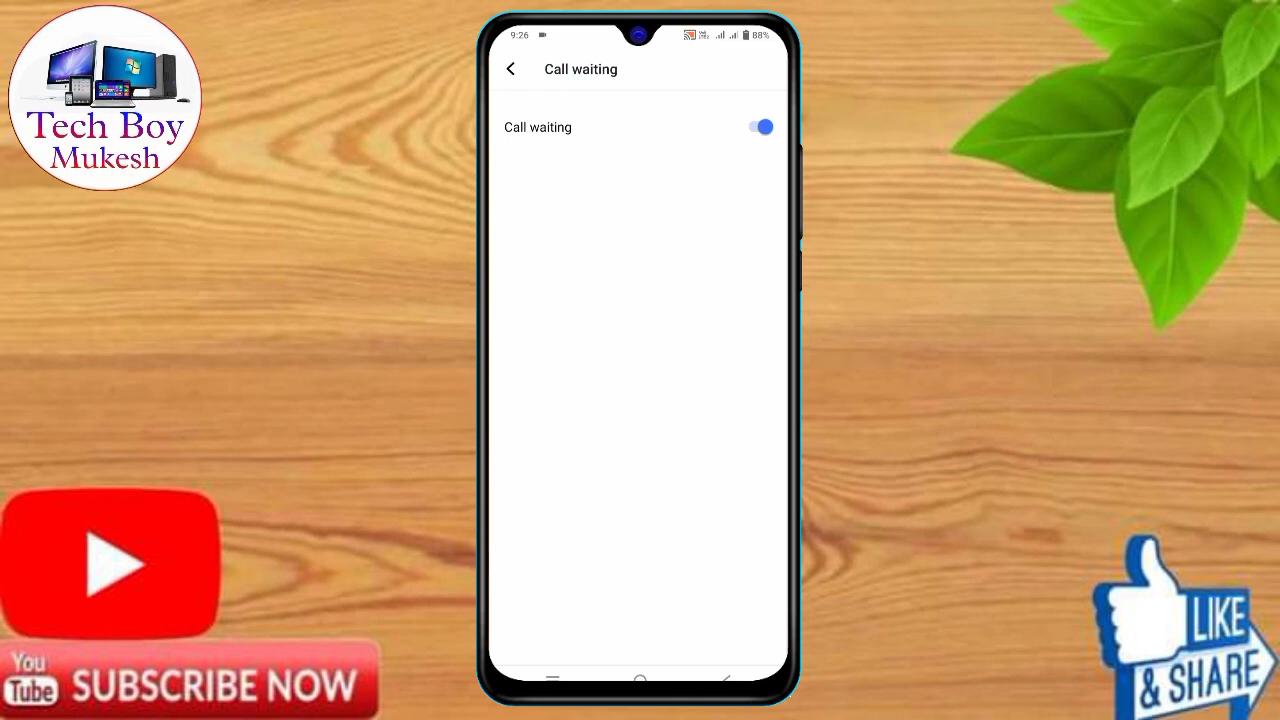 Tech Boy
Mukesh
9:26
88%
Call waiting
Call waiting
You
Tube
SUBSCRIBE NOW
LIKE
& SHARE